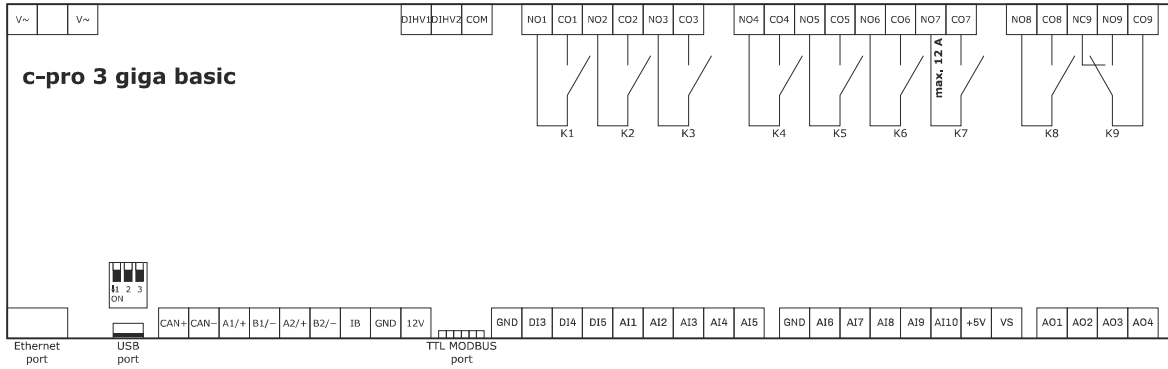 V~ V~ DIHV1 DIHV2 COM NO1 CO1 NO2 CO2 NO3 CO3 NO4 CO4 NO5 CO5 NO6 CO6 NO7 CO7 NO8 CO8 NC9 NO9 CO9
c-pro 3 giga basic
max. 12 A
K1 K2 K3 K4 K5 K6 K7 K8 K9
1 2 3
ON
CAN+ CAN− A1/+ B1/− A2/+ B2/− IB GND 12V GND DI3 DI4 DI5 AI1 AI2 AI3 AI4 AI5 GND AI6 AI7 AI8 AI9 AI10 +5V VS AO1 AO2 AO3 AO4
Ethernet port
USB port
TTL MODBUS port